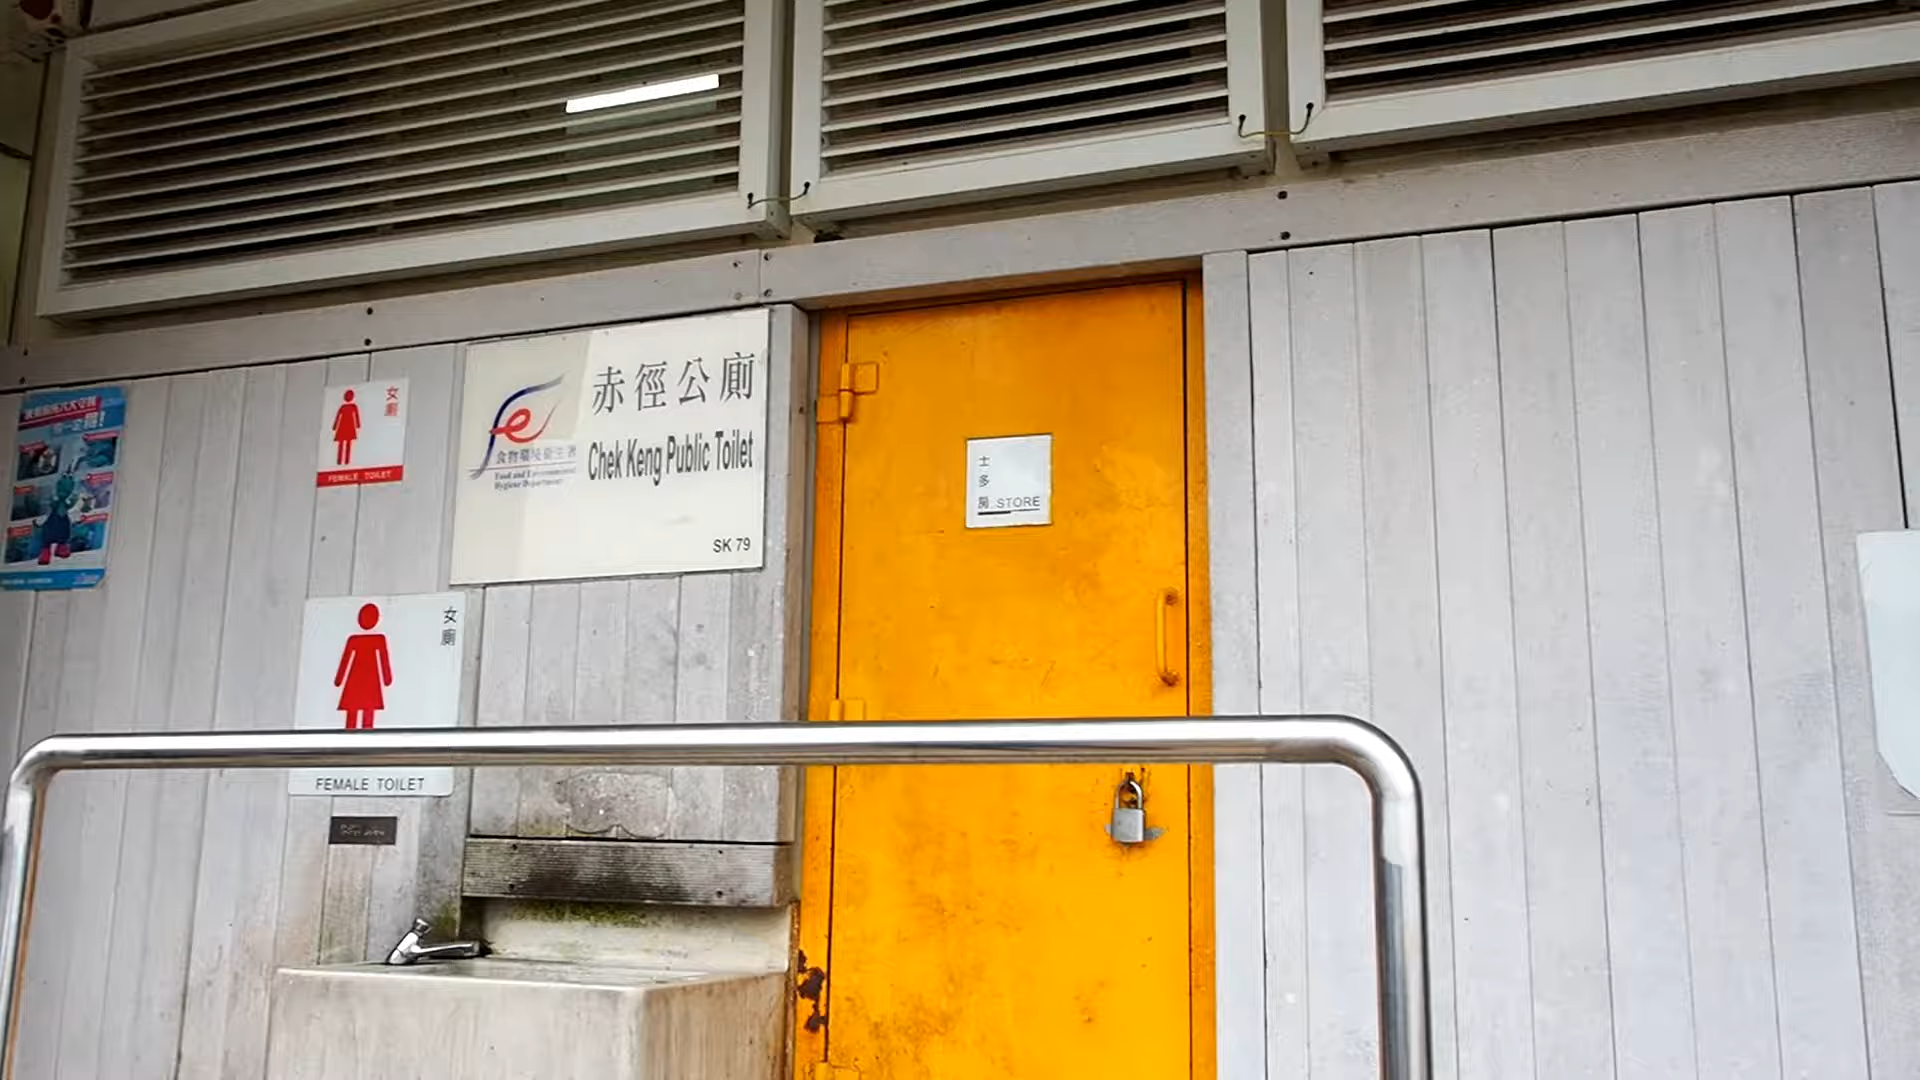 女廁
FEMALE TOILET
食物環境衞生署
Food and Environmental
Hygiene Department
赤徑公廁
Chek Keng Public Toilet
SK 79
士多房 STORE
女廁
FEMALE TOILET